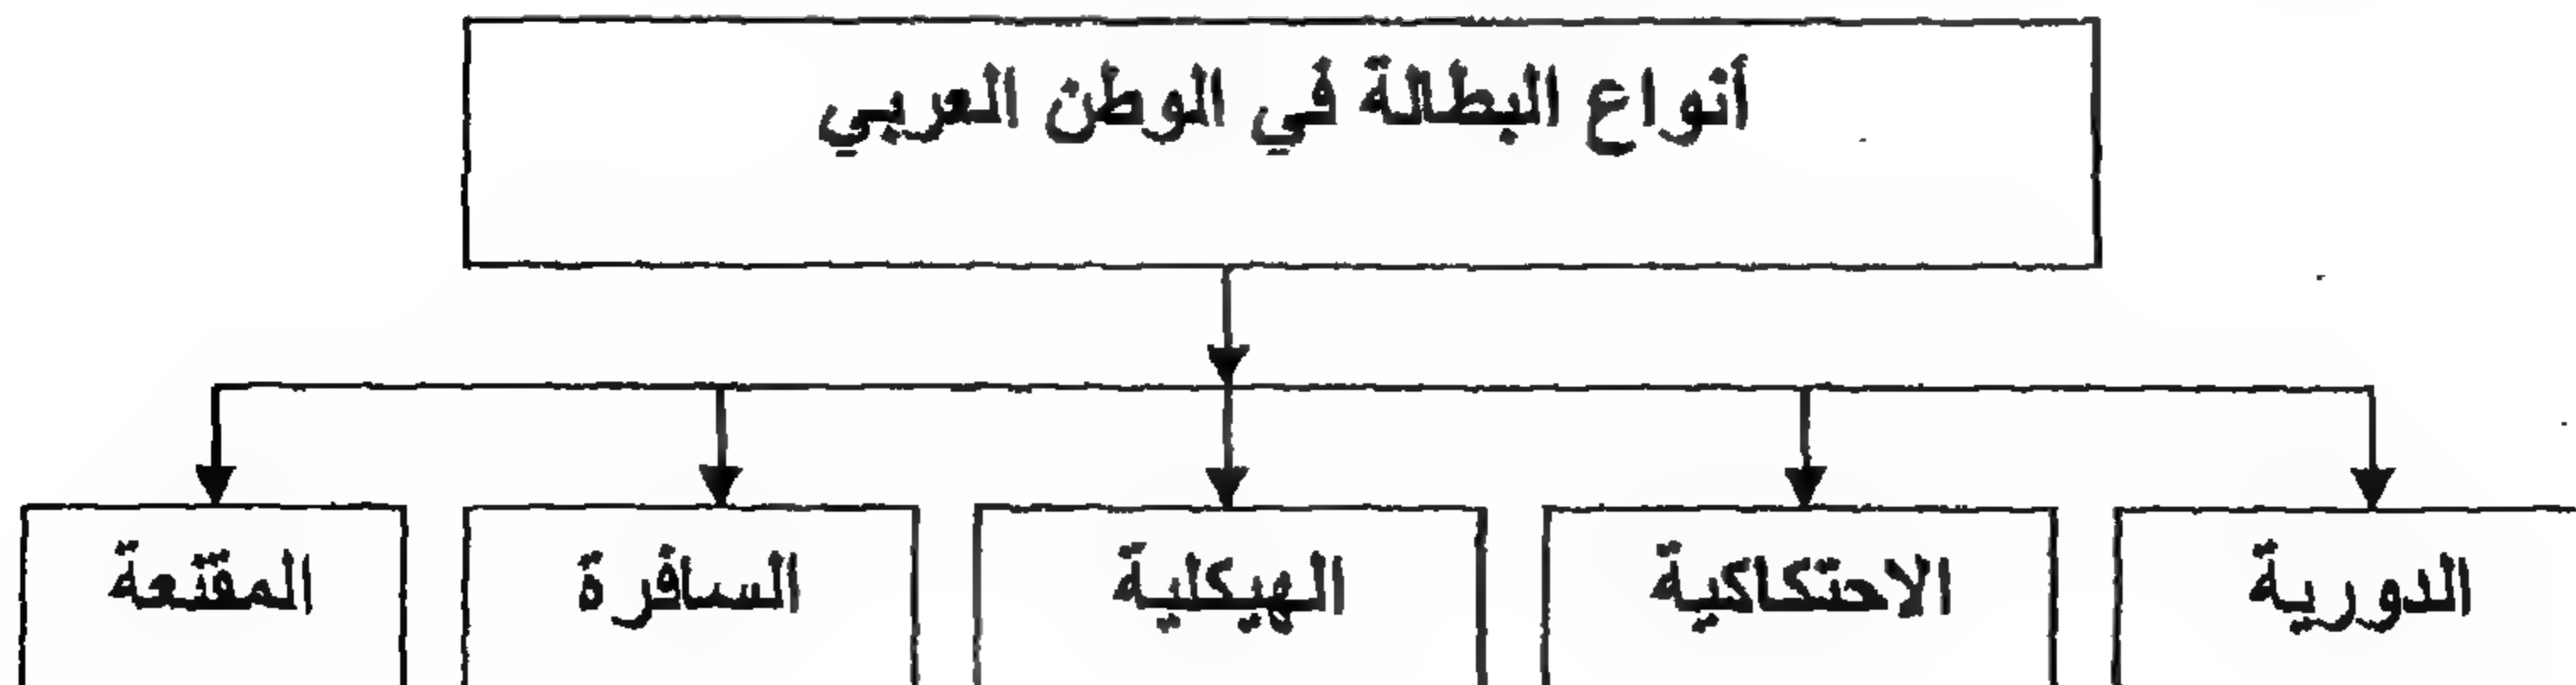 أنواع البطالة في الوطن العربي
الدورية
الاحتكاكية
الهيكلية
السافرة
المقنعة